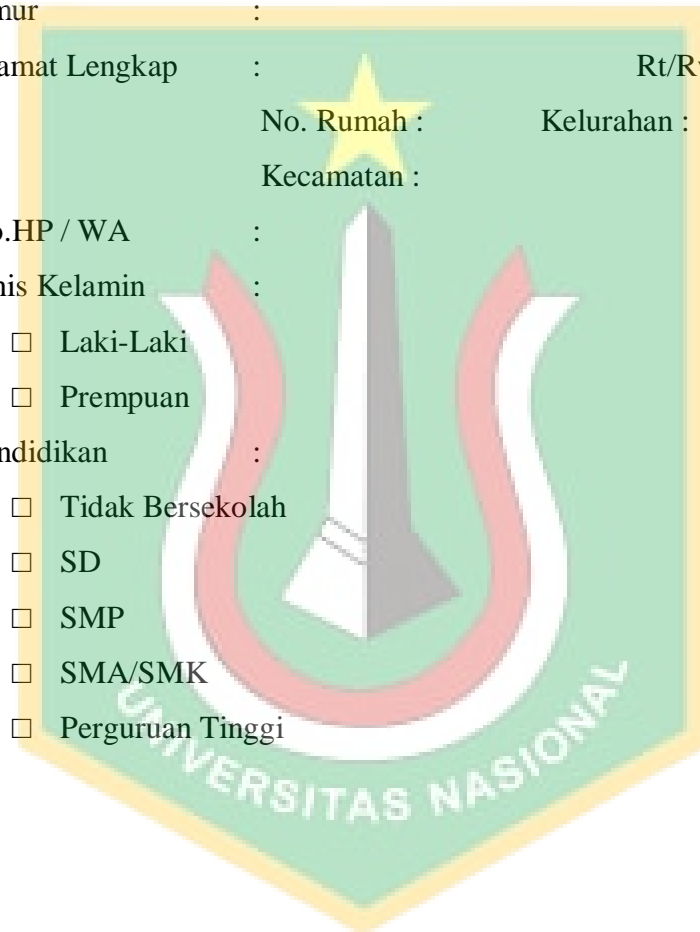 mur :
amat Lengkap : Rt/R
No. Rumah : Kelurahan :
Kecamatan :
.HP / WA :
nis Kelamin :
□ Laki-Laki
□ Prempuan
ndidikan :
□ Tidak Bersekolah
□ SD
□ SMP
□ SMA/SMK
□ Perguruan Tinggi
UNIVERSITAS NASIONAL